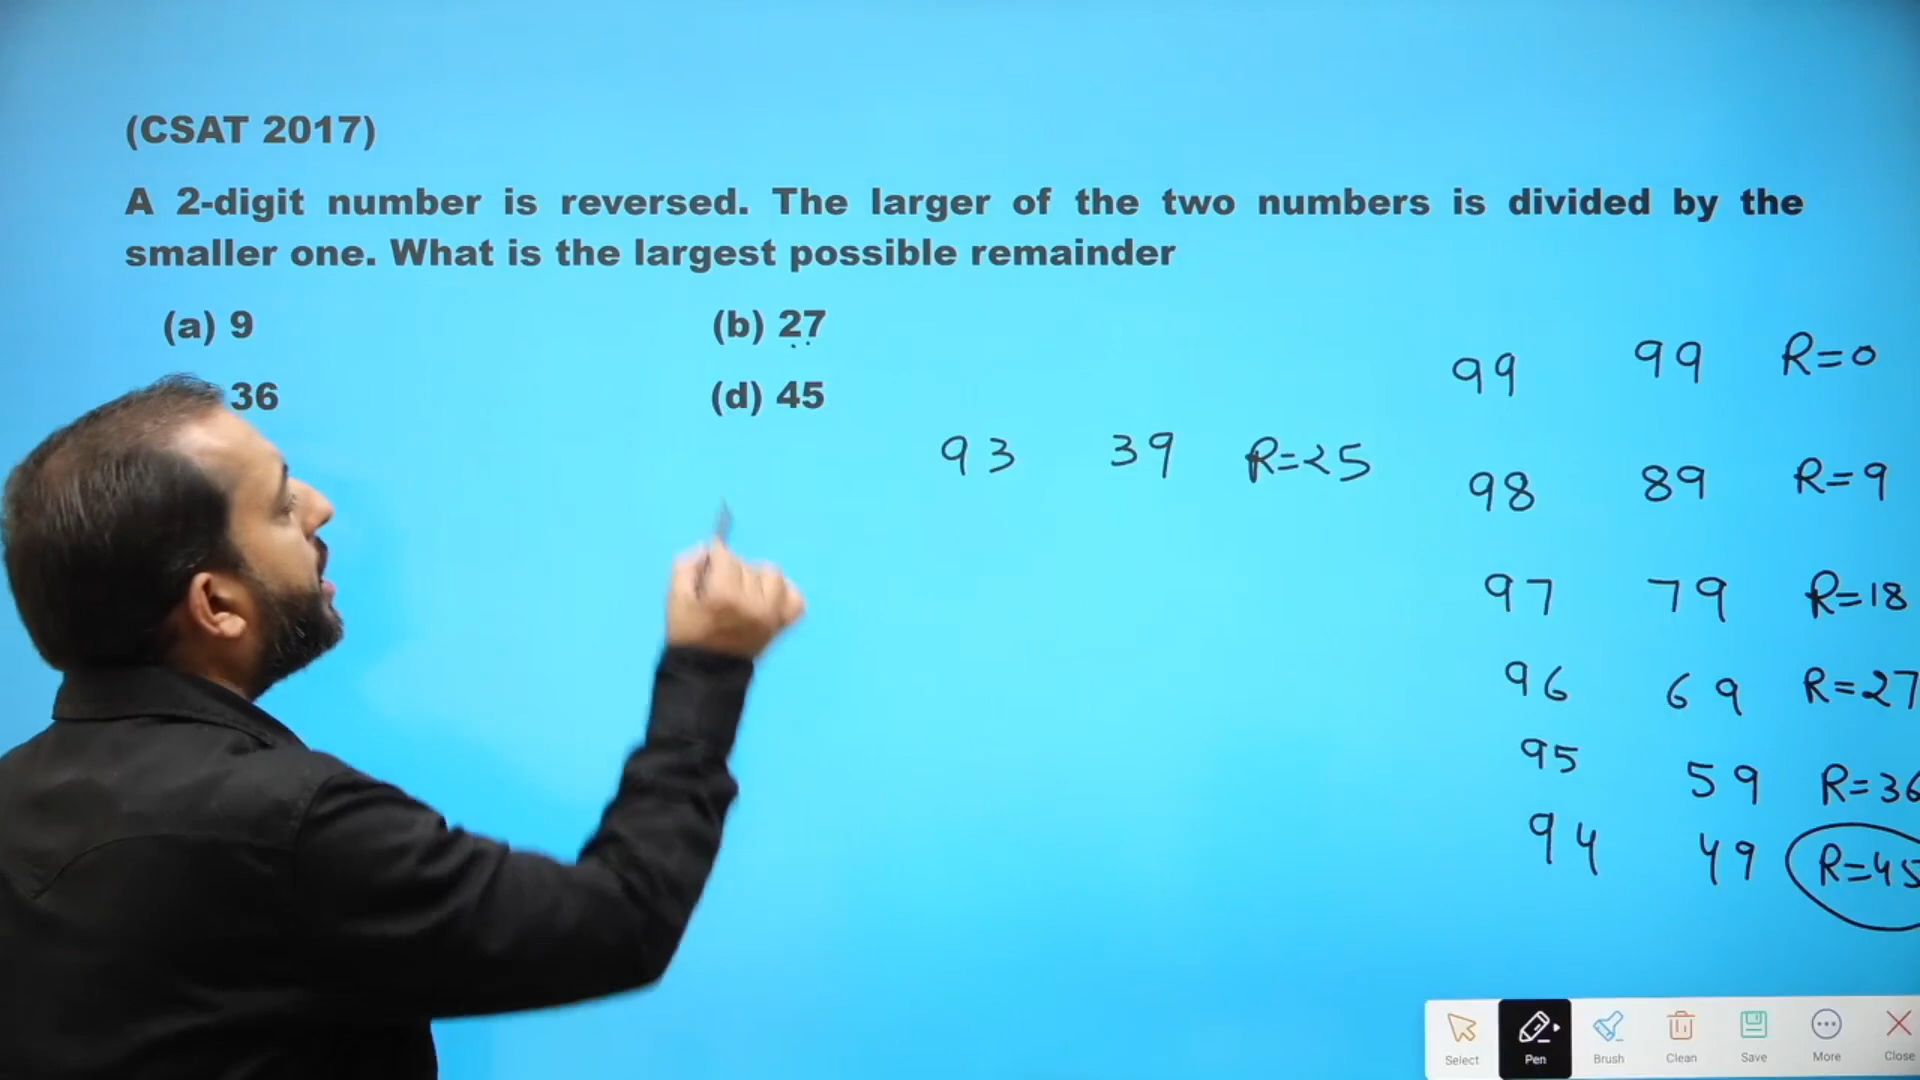 (CSAT 2017)
A 2-digit number is reversed. The larger of the two numbers is divided by the
smaller one. What is the largest possible remainder
(a) 9 (b) 27
36 (d) 45
99 99 R=0
93 39 R=25
98 89 R=9
97 79 R=18
96 69 R=27
95 59 R=36
94 49 R=45
Select Pen Brush Clean Save More Close